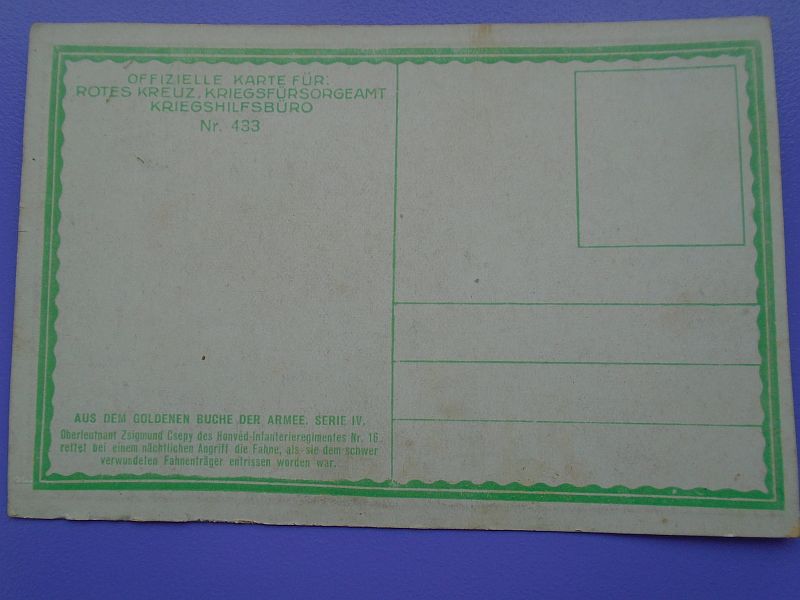 OFFIZIELLE KARTE FÜR:
ROTES KREUZ, KRIEGSFÜRSORGEAMT
KRIEGSHILFSBÜRO
Nr. 433
AUS DEM GOLDENEN BUCHE DER ARMEE. SERIE IV.
Oberleutnant Zsigmund Csepy des Honvéd-Infanterieregimentes Nr. 16
rettet bei einem nächtlichen Angriff die Fahne, als sie dem schwer
verwundeten Fahnenträger entrissen worden war.